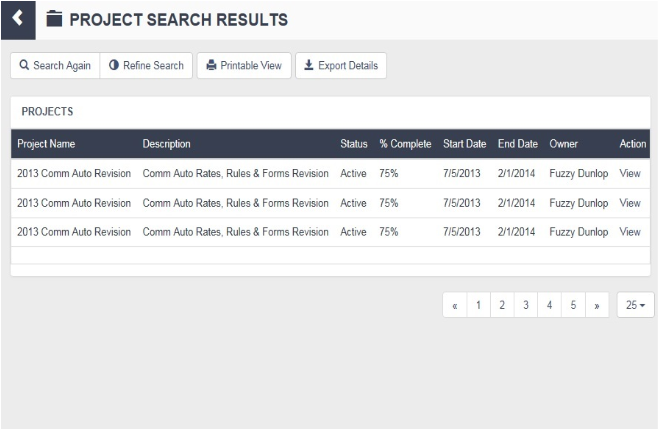 PROJECT SEARCH RESULTS
Search Again Refine Search Printable View Export Details
PROJECTS
Project Name Description Status % Complete Start Date End Date Owner Action
2013 Comm Auto Revision Comm Auto Rates, Rules & Forms Revision Active 75% 7/5/2013 2/1/2014 Fuzzy Dunlop View
2013 Comm Auto Revision Comm Auto Rates, Rules & Forms Revision Active 75% 7/5/2013 2/1/2014 Fuzzy Dunlop View
2013 Comm Auto Revision Comm Auto Rates, Rules & Forms Revision Active 75% 7/5/2013 2/1/2014 Fuzzy Dunlop View
« 1 2 3 4 5 » 25